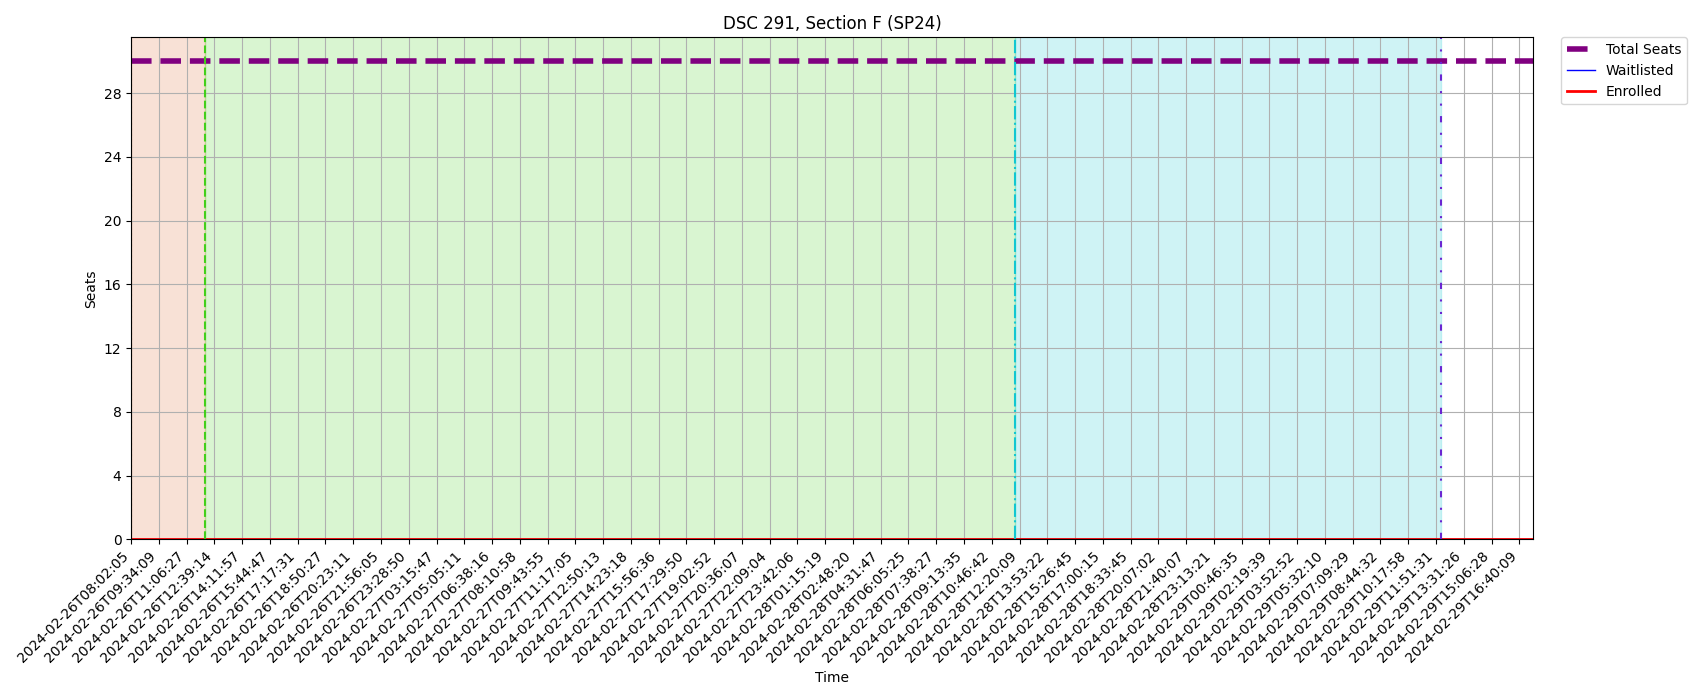 DSC 291, Section F (SP24)
Total Seats
Waitlisted
Enrolled
Seats
28
24
20
16
12
8
4
0
2024-02-26T08:02:05
2024-02-26T09:34:09
2024-02-26T11:06:27
2024-02-26T12:39:14
2024-02-26T14:11:57
2024-02-26T15:44:47
2024-02-26T17:17:31
2024-02-26T18:50:27
2024-02-26T20:23:11
2024-02-26T21:56:05
2024-02-26T23:28:50
2024-02-27T03:15:47
2024-02-27T05:05:11
2024-02-27T06:38:16
2024-02-27T08:10:58
2024-02-27T09:43:55
2024-02-27T11:17:05
2024-02-27T12:50:13
2024-02-27T14:23:18
2024-02-27T15:56:36
2024-02-27T17:29:50
2024-02-27T19:02:52
2024-02-27T20:36:07
2024-02-27T22:09:04
2024-02-27T23:42:06
2024-02-28T01:15:19
2024-02-28T02:48:20
2024-02-28T04:31:47
2024-02-28T06:05:25
2024-02-28T07:38:27
2024-02-28T09:13:35
2024-02-28T10:46:42
2024-02-28T12:20:09
2024-02-28T13:53:22
2024-02-28T15:26:45
2024-02-28T17:00:15
2024-02-28T18:33:45
2024-02-28T20:07:02
2024-02-28T21:40:07
2024-02-28T23:13:21
2024-02-29T00:46:35
2024-02-29T02:19:39
2024-02-29T03:52:52
2024-02-29T05:32:10
2024-02-29T07:09:29
2024-02-29T08:44:32
2024-02-29T10:17:58
2024-02-29T11:51:31
2024-02-29T13:31:26
2024-02-29T15:06:28
2024-02-29T16:40:09
Time